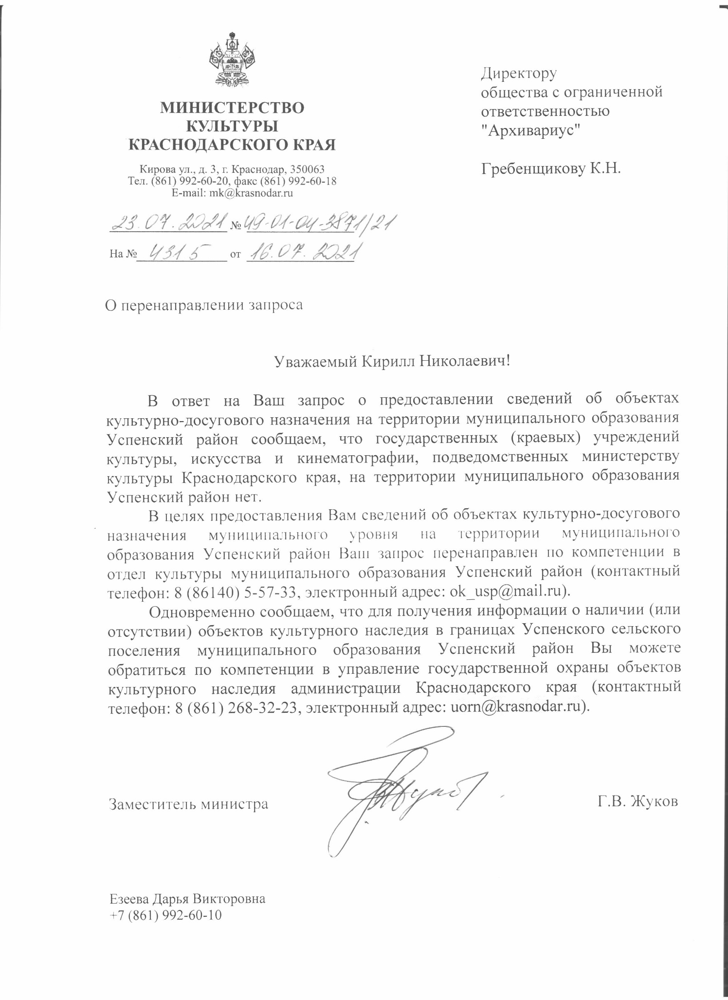 МИНИСТЕРСТВО
КУЛЬТУРЫ
КРАСНОДАРСКОГО КРАЯ
Кирова ул., д. 3, г. Краснодар, 350063
Тел. (861) 992-60-20, факс (861) 992-60-18
E-mail: mk@krasnodar.ru
23.07.2021 № 49-01-04-3871/21
На № 4315 от 16.07.2021
Директору
общества с ограниченной
ответственностью
"Архивариус"
Гребенщикову К.Н.
О перенаправлении запроса
Уважаемый Кирилл Николаевич!
В ответ на Ваш запрос о предоставлении сведений об объектах
культурно-досугового назначения на территории муниципального образования
Успенский район сообщаем, что государственных (краевых) учреждений
культуры, искусства и кинематографии, подведомственных министерству
культуры Краснодарского края, на территории муниципального образования
Успенский район нет.
В целях предоставления Вам сведений об объектах культурно-досугового
назначения муниципального уровня на территории муниципального
образования Успенский район Ваш запрос перенаправлен по компетенции в
отдел культуры муниципального образования Успенский район (контактный
телефон: 8 (86140) 5-57-33, электронный адрес: ok_usp@mail.ru).
Одновременно сообщаем, что для получения информации о наличии (или
отсутствии) объектов культурного наследия в границах Успенского сельского
поселения муниципального образования Успенский район Вы можете
обратиться по компетенции в управление государственной охраны объектов
культурного наследия администрации Краснодарского края (контактный
телефон: 8 (861) 268-32-23, электронный адрес: uorn@krasnodar.ru).
Заместитель министра
Г.В. Жуков
Езеева Дарья Викторовна
+7 (861) 992-60-10